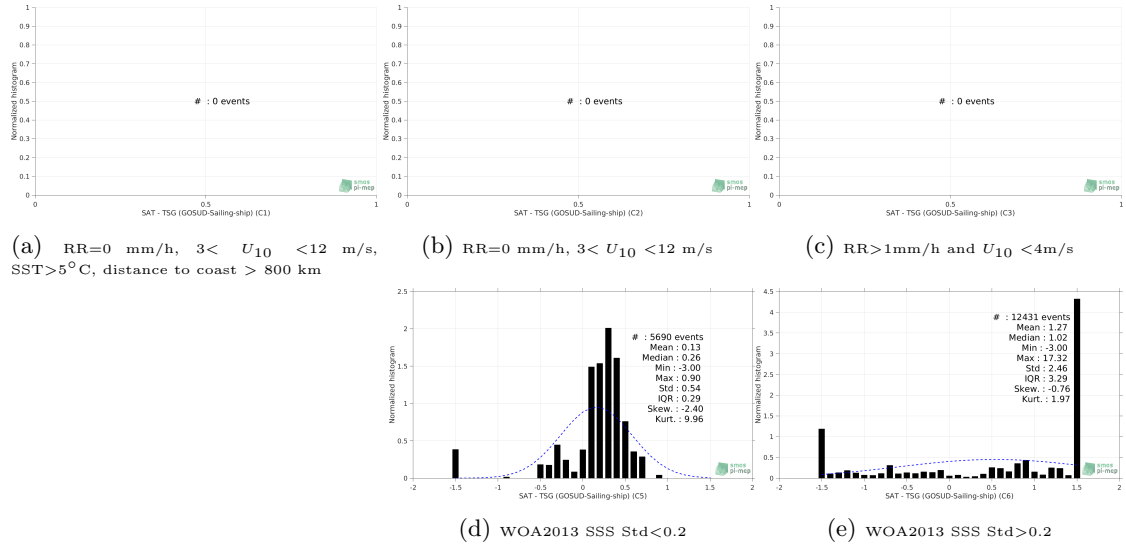 1
0.9
0.8
0.7
0.6
0.5
0.4
0.3
0.2
0.1
0
Normalized histogram
# : 0 events
smos
pi-mep
0 0.5 1
SAT - TSG (GOSUD-Sailing-ship) (C1)
1
0.9
0.8
0.7
0.6
0.5
0.4
0.3
0.2
0.1
0
Normalized histogram
# : 0 events
smos
pi-mep
0 0.5 1
SAT - TSG (GOSUD-Sailing-ship) (C2)
1
0.9
0.8
0.7
0.6
0.5
0.4
0.3
0.2
0.1
0
Normalized histogram
# : 0 events
smos
pi-mep
0 0.5 1
SAT - TSG (GOSUD-Sailing-ship) (C3)
(a) RR=0 mm/h, 3< U10 <12 m/s,
SST>5°C, distance to coast > 800 km
(b) RR=0 mm/h, 3< U10 <12 m/s
(c) RR>1mm/h and U10 <4m/s
2.5
2
1.5
1
0.5
0
Normalized histogram
# : 5690 events
Mean : 0.13
Median : 0.26
Min : -3.00
Max : 0.90
Std : 0.54
IQR : 0.29
Skew. : -2.40
Kurt. : 9.96
smos
pi-mep
-2 -1.5 -1 -0.5 0 0.5 1 1.5 2
SAT - TSG (GOSUD-Sailing-ship) (C5)
4.5
4
3.5
3
2.5
2
1.5
1
0.5
0
Normalized histogram
# : 12431 events
Mean : 1.27
Median : 1.02
Min : -3.00
Max : 17.32
Std : 2.46
IQR : 3.29
Skew. : -0.76
Kurt. : 1.97
smos
pi-mep
-2 -1.5 -1 -0.5 0 0.5 1 1.5 2
SAT - TSG (GOSUD-Sailing-ship) (C6)
(d) WOA2013 SSS Std<0.2
(e) WOA2013 SSS Std>0.2